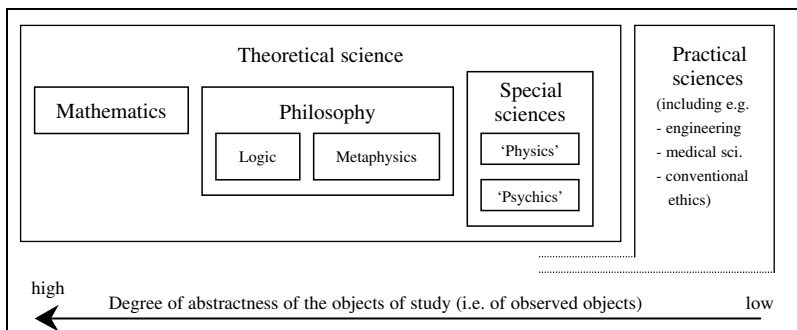 Theoretical science
Mathematics
Philosophy
Logic
Metaphysics
Special
sciences
‘Physics’
‘Psychics’
Practical
sciences
(including e.g.
- engineering
- medical sci.
- conventional
ethics)
high
Degree of abstractness of the objects of study (i.e. of observed objects)
low